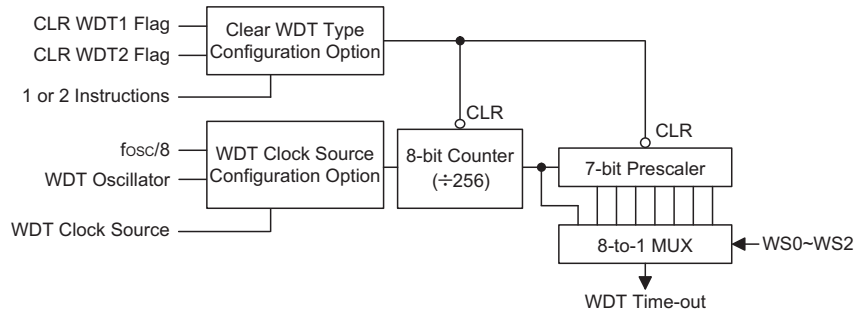 CLR WDT1 Flag
CLR WDT2 Flag
1 or 2 Instructions
Clear WDT Type
Configuration Option
CLR
CLR
fosc/8
WDT Oscillator
WDT Clock Source
WDT Clock Source
Configuration Option
8-bit Counter
(÷256)
7-bit Prescaler
8-to-1 MUX
WS0~WS2
WDT Time-out